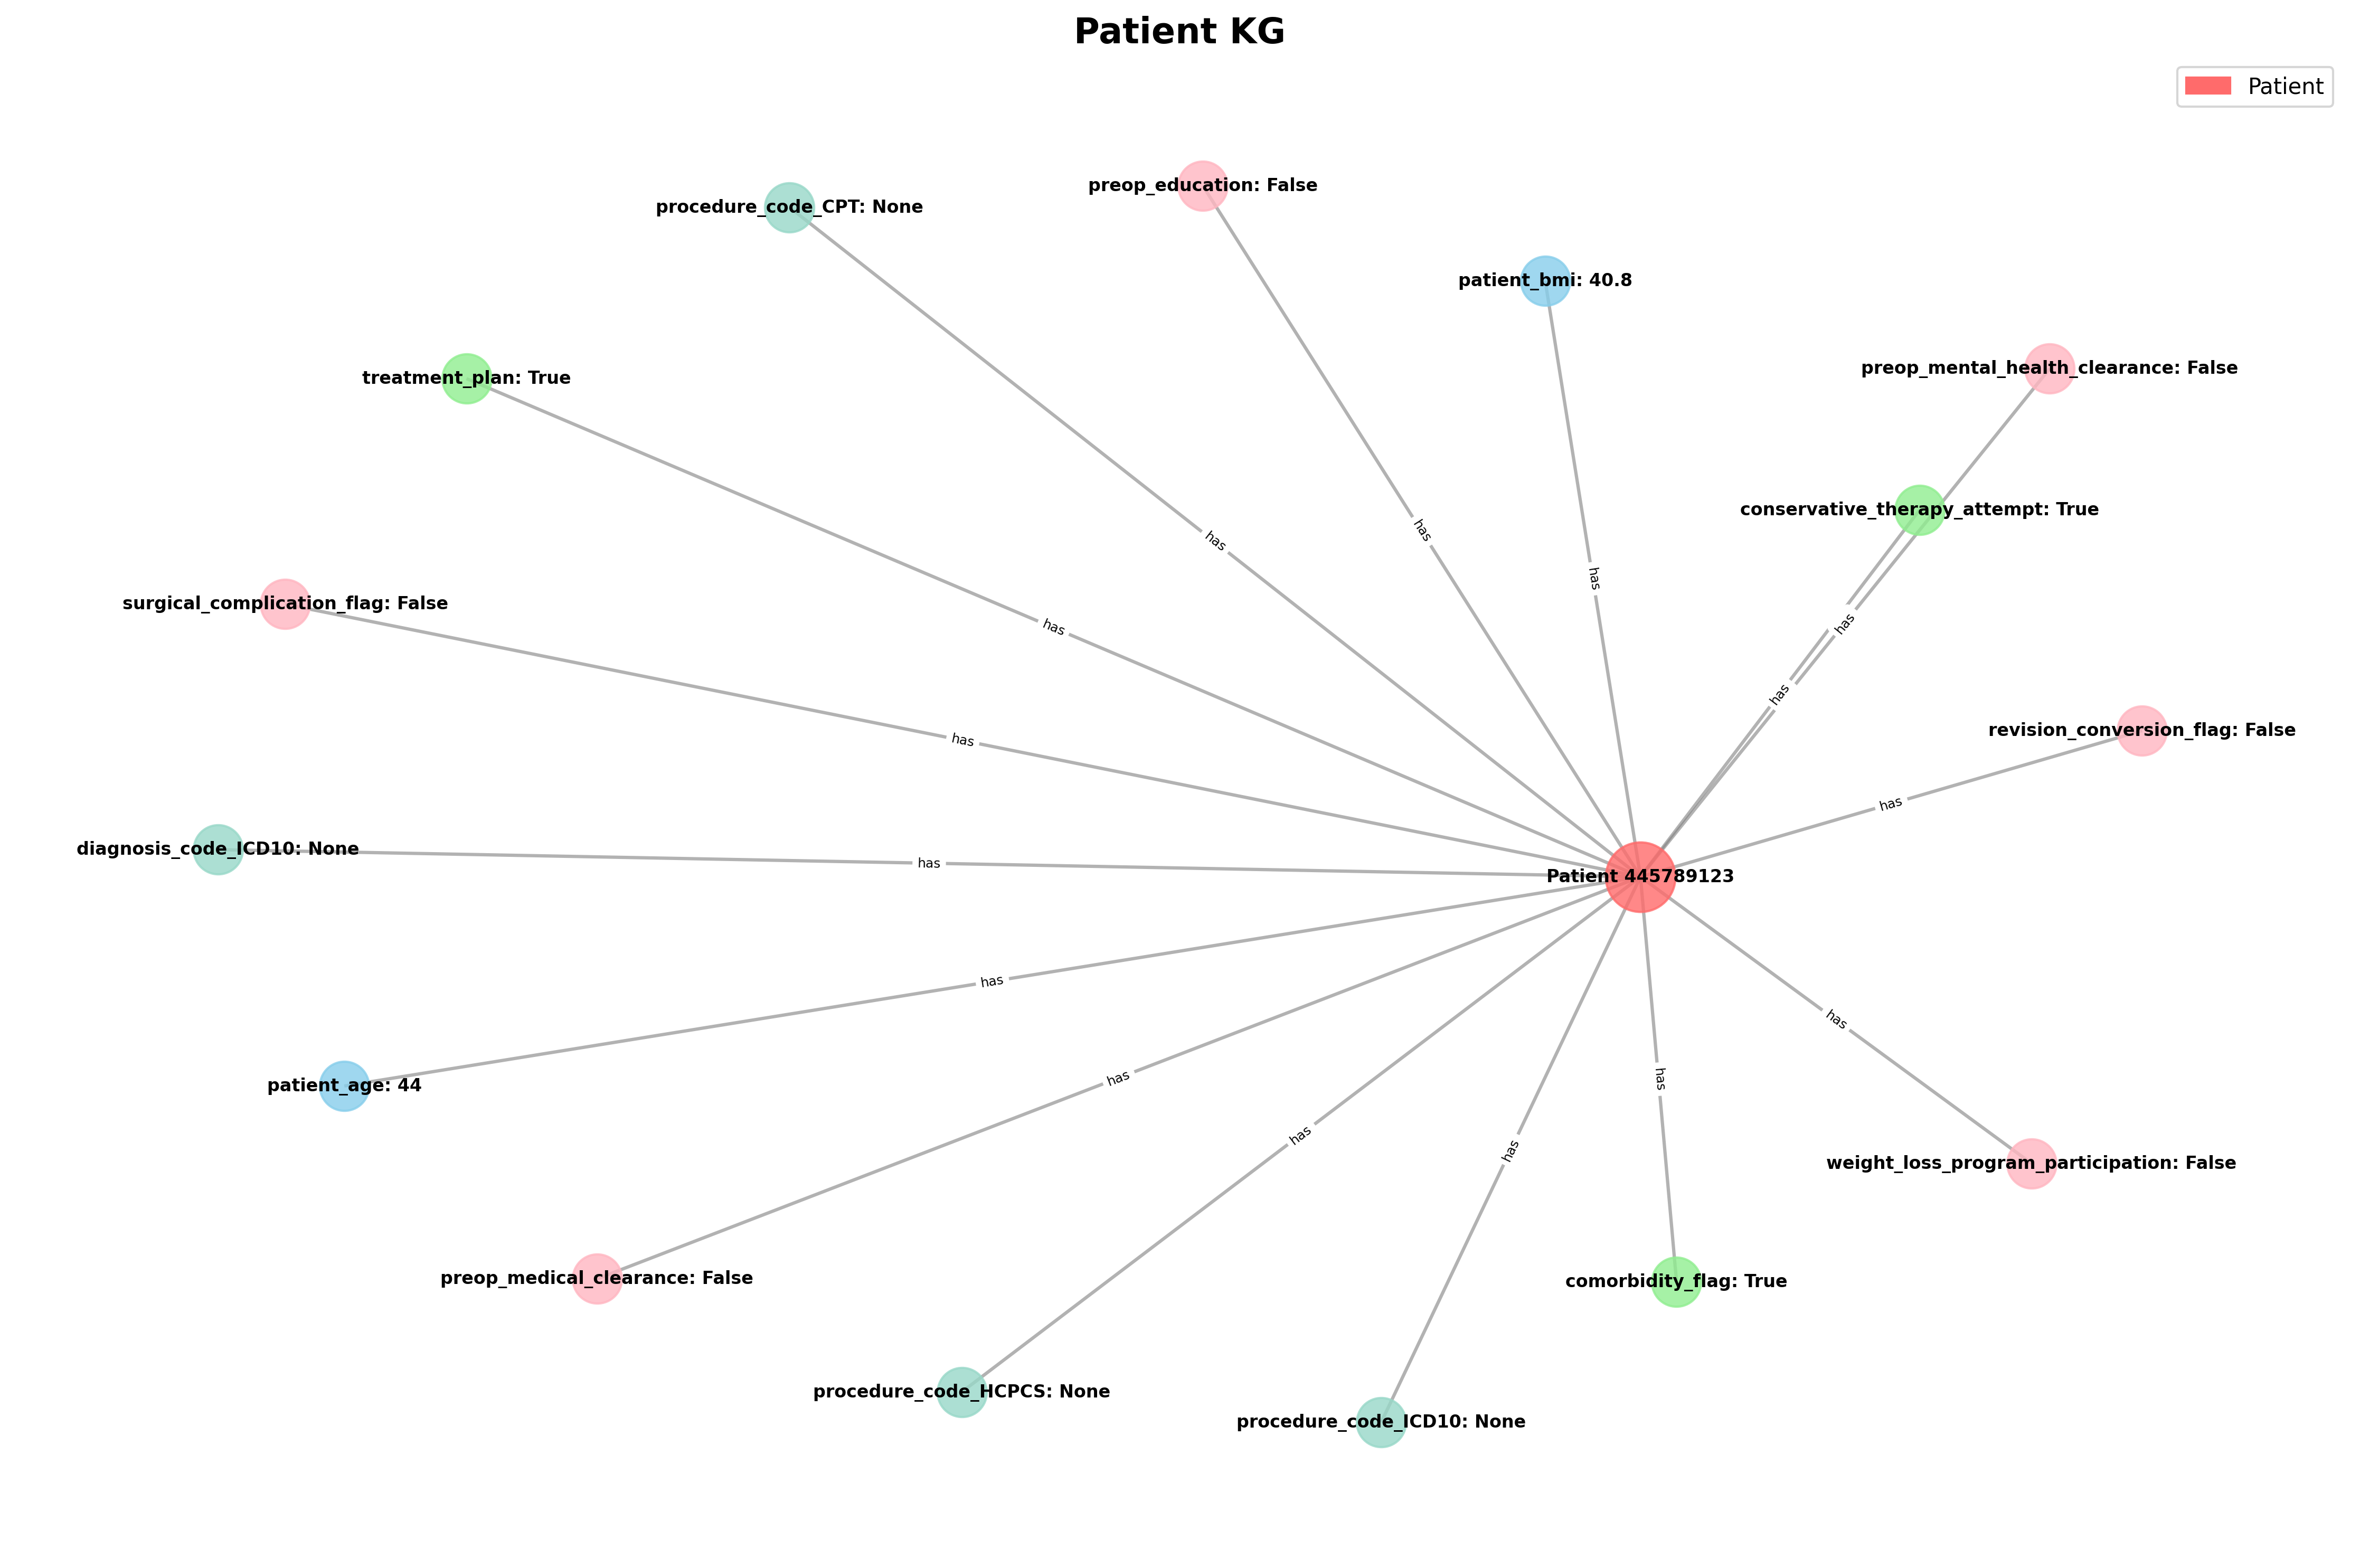 Patient KG
Patient
preop_education: False
procedure_code_CPT: None
patient_bmi: 40.8
preop_mental_health_clearance: False
treatment_plan: True
conservative_therapy_attempt: True
has
has
has
surgical_complication_flag: False
has
has
has
has
revision_conversion_flag: False
has
has
diagnosis_code_ICD10: None
has
Patient 445789123
has
has
has
has
patient_age: 44
has
has
weight_loss_program_participation: False
preop_medical_clearance: False
comorbidity_flag: True
procedure_code_HCPCS: None
procedure_code_ICD10: None